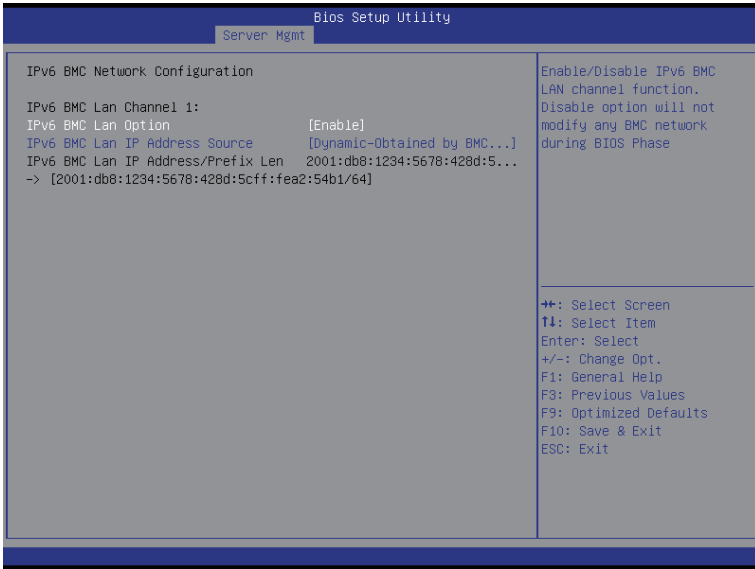 Bios Setup Utility
Server Mgmt
IPv6 BMC Network Configuration
IPv6 BMC Lan Channel 1:
IPv6 BMC Lan Option [Enable]
IPv6 BMC Lan IP Address Source [Dynamic-Obtained by BMC...]
IPv6 BMC Lan IP Address/Prefix Len 2001:db8:1234:5678:428d:5...
-> [2001:db8:1234:5678:428d:5cff:fea2:54b1/64]
Enable/Disable IPv6 BMC
LAN channel function.
Disable option will not
modify any BMC network
during BIOS Phase
→←: Select Screen
↑↓: Select Item
Enter: Select
+/-: Change Opt.
F1: General Help
F3: Previous Values
F9: Optimized Defaults
F10: Save & Exit
ESC: Exit